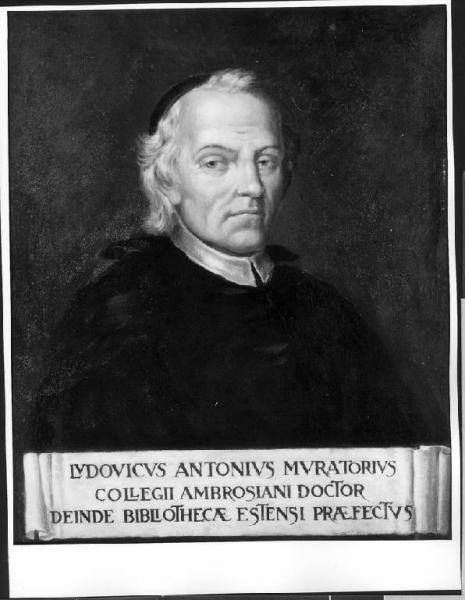 LVDOVICVS ANTONIVS MVRATORIVS
COLLEGII AMBROSIANI DOCTOR
DEINDE BIBLIOTHECÆ ESTENSI PRÆFECTVS